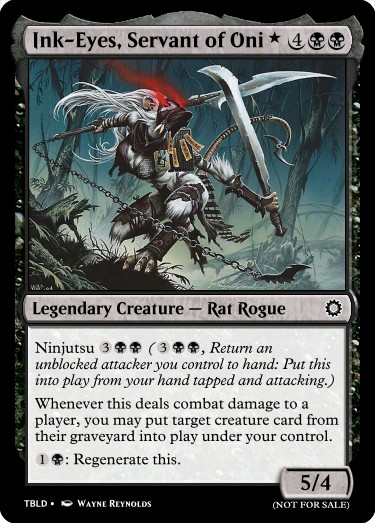 Ink-Eyes, Servant of Oni ★ 4
Legendary Creature — Rat Rogue
Ninjutsu 3 ( 3, Return an
unblocked attacker you control to hand: Put this
into play from your hand tapped and attacking.)
Whenever this deals combat damage to a
player, you may put target creature card from
their graveyard into play under your control.
1 : Regenerate this.
5/4
TBLD • Wayne Reynolds
(NOT FOR SALE)